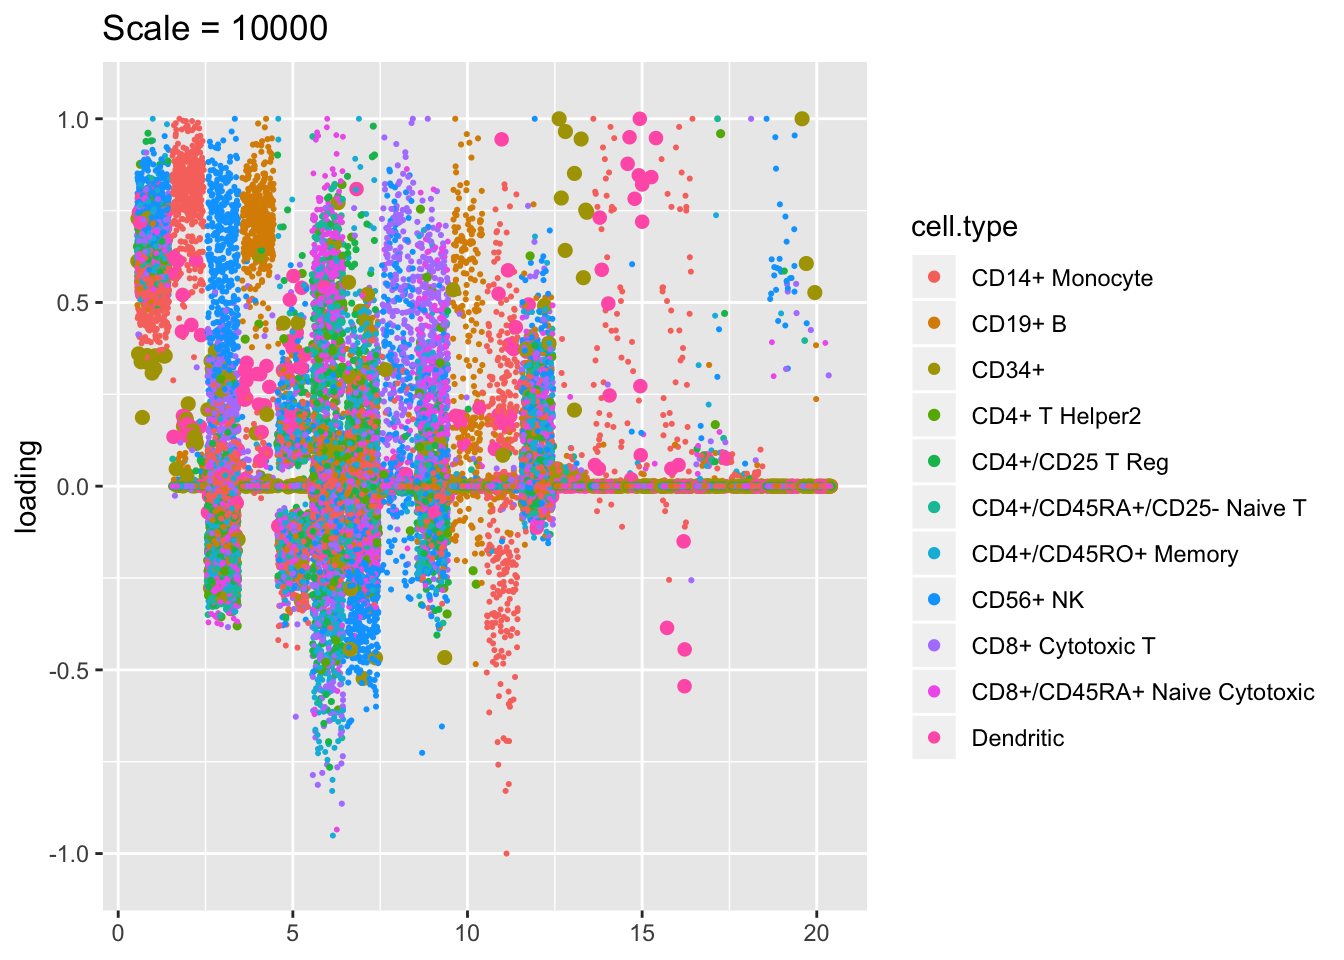 Scale = 10000
loading
1.0
0.5
0.0
-0.5
-1.0
0
5
10
15
20
cell.type
CD14+ Monocyte
CD19+ B
CD34+
CD4+ T Helper2
CD4+/CD25 T Reg
CD4+/CD45RA+/CD25- Naive T
CD4+/CD45RO+ Memory
CD56+ NK
CD8+ Cytotoxic T
CD8+/CD45RA+ Naive Cytotoxic
Dendritic